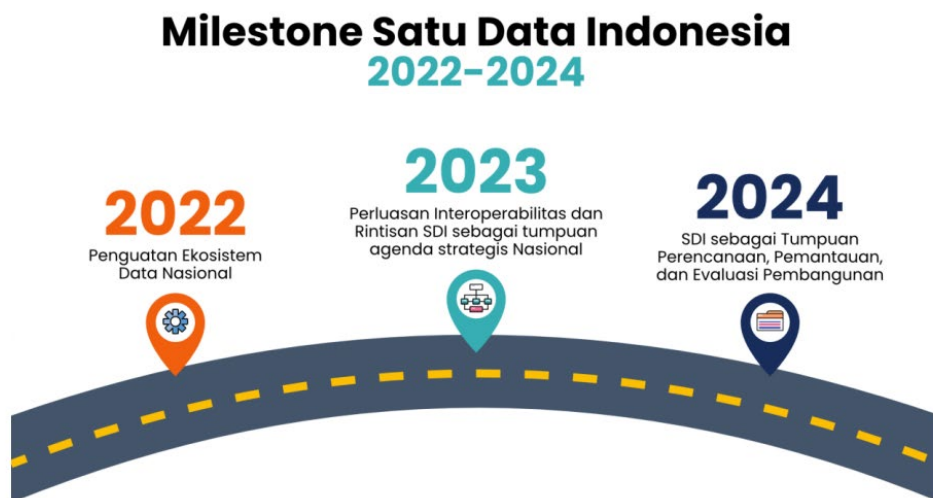 Milestone Satu Data Indonesia
2022-2024
2022
Penguatan Ekosistem
Data Nasional
2023
Perluasan Interoperabilitas dan
Rintisan SDI sebagai tumpuan
agenda strategis Nasional
2024
SDI sebagai Tumpuan
Perencanaan, Pemantauan,
dan Evaluasi Pembangunan